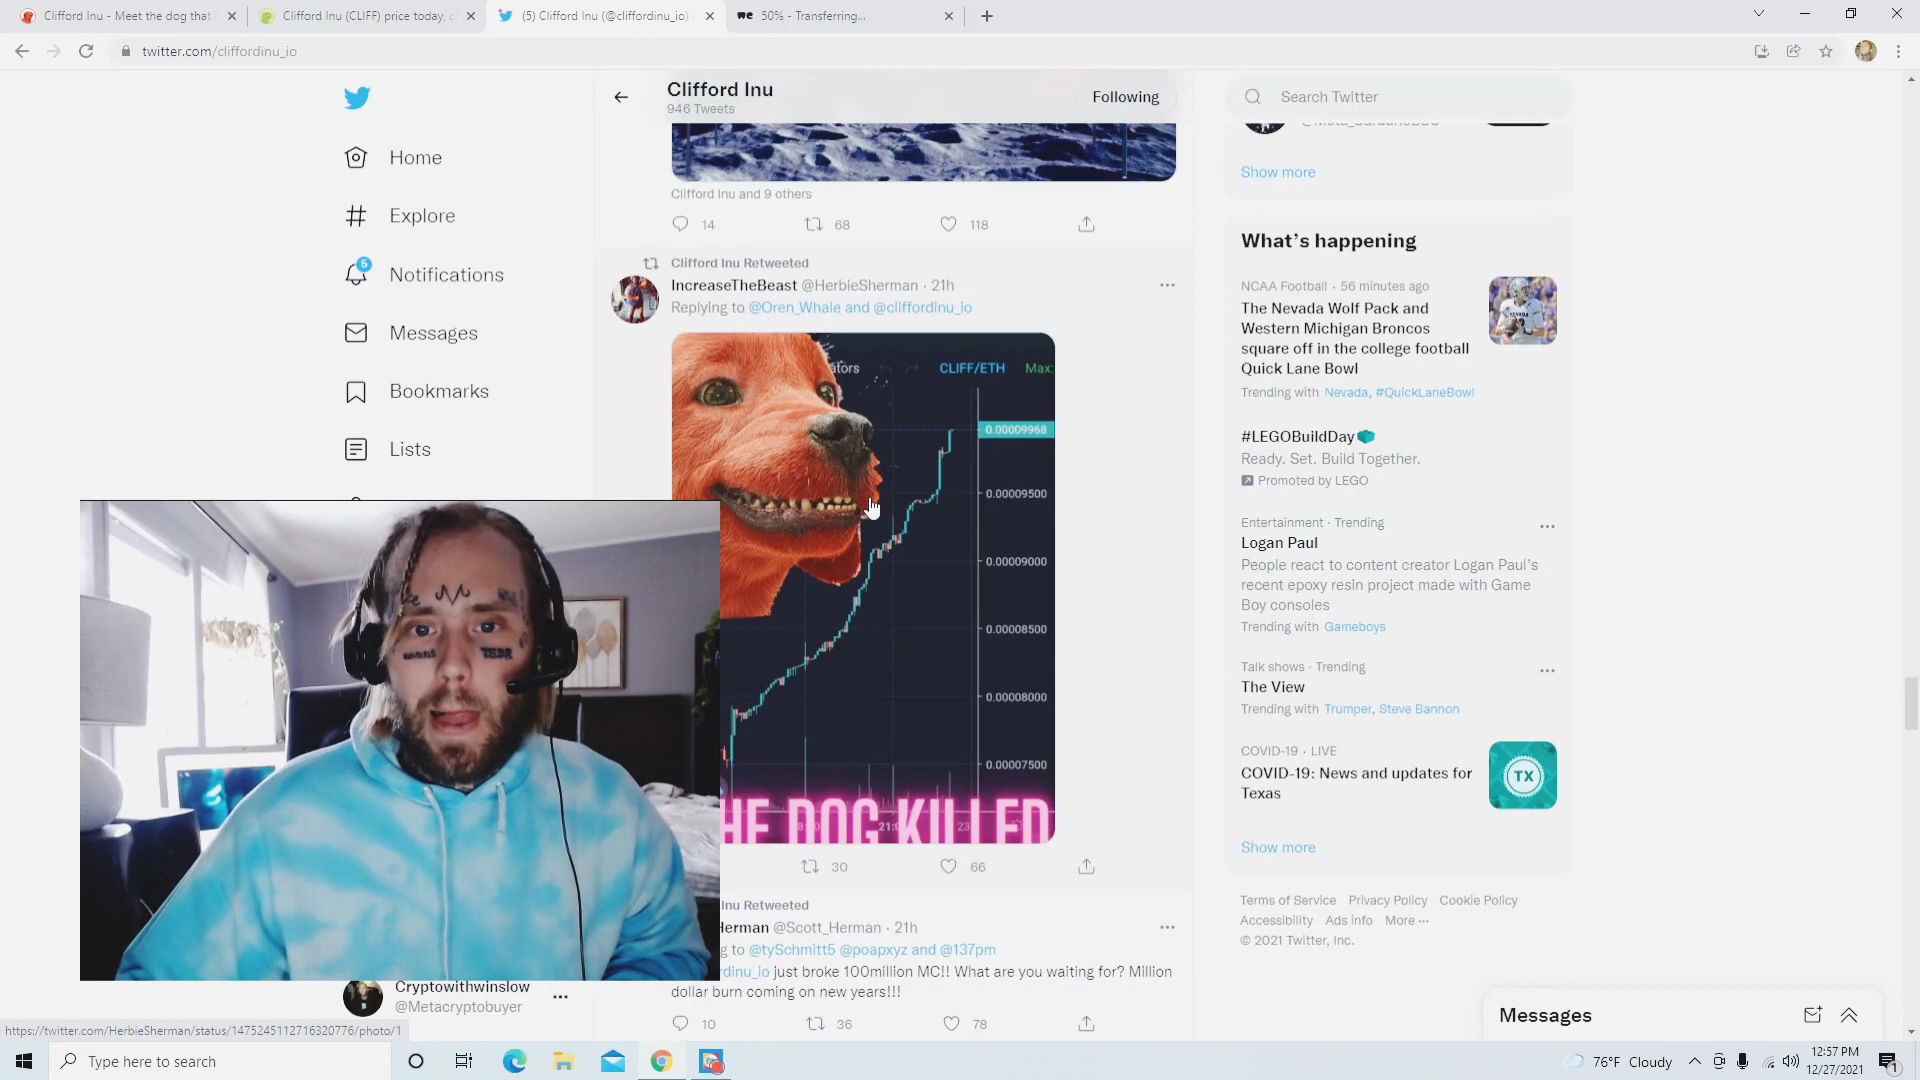 Clifford Inu - Meet the dog that
Clifford Inu (CLIFF) price today, c
(5) Clifford Inu (@cliffordinu_io)
50% - Transferring...
twitter.com/cliffordinu_io
Home
Explore
5
Notifications
Messages
Bookmarks
Lists
Cryptowithwinslow
@Metacryptobuyer
Clifford Inu
946 Tweets
Following
Clifford Inu and 9 others
14 68 118
Clifford Inu Retweeted
IncreaseTheBeast @HerbieSherman · 21h
Replying to @Oren_Whale and @cliffordinu_io
CLIFF/ETH Max:
0.00009968
0.00009500
0.00009000
0.00008500
0.00008000
0.00007500
HE DOG KILLED
30 66
Inu Retweeted
Herman @Scott_Herman · 21h
@tySchmitt5 @poapxyz and @137pm
just broke 100million MC!! What are you waiting for? Million
dollar burn coming on new years!!!
10 36 78
Search Twitter
Show more
What's happening
NCAA Football · 56 minutes ago
The Nevada Wolf Pack and
Western Michigan Broncos
square off in the college football
Quick Lane Bowl
Trending with Nevada, #QuickLaneBowl
#LEGOBuildDay
Ready. Set. Build Together.
Promoted by LEGO
Entertainment · Trending
Logan Paul
People react to content creator Logan Paul's
recent epoxy resin project made with Game
Boy consoles
Trending with Gameboys
Talk shows · Trending
The View
Trending with Trumper, Steve Bannon
COVID-19 · LIVE
COVID-19: News and updates for
Texas
TX
Show more
Terms of Service Privacy Policy Cookie Policy
Accessibility Ads info More ···
© 2021 Twitter, Inc.
Messages
https://twitter.com/HerbieSherman/status/1475245112716320776/photo/1
Type here to search
76°F Cloudy
12:57 PM
12/27/2021
1